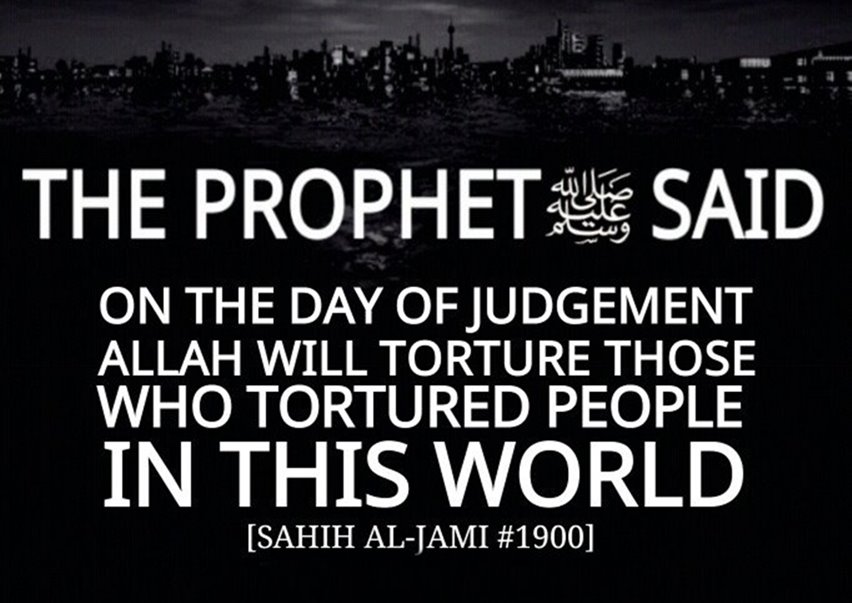 THE PROPHET ﷺ SAID
ON THE DAY OF JUDGEMENT
ALLAH WILL TORTURE THOSE
WHO TORTURED PEOPLE
IN THIS WORLD
[SAHIH AL-JAMI #1900]